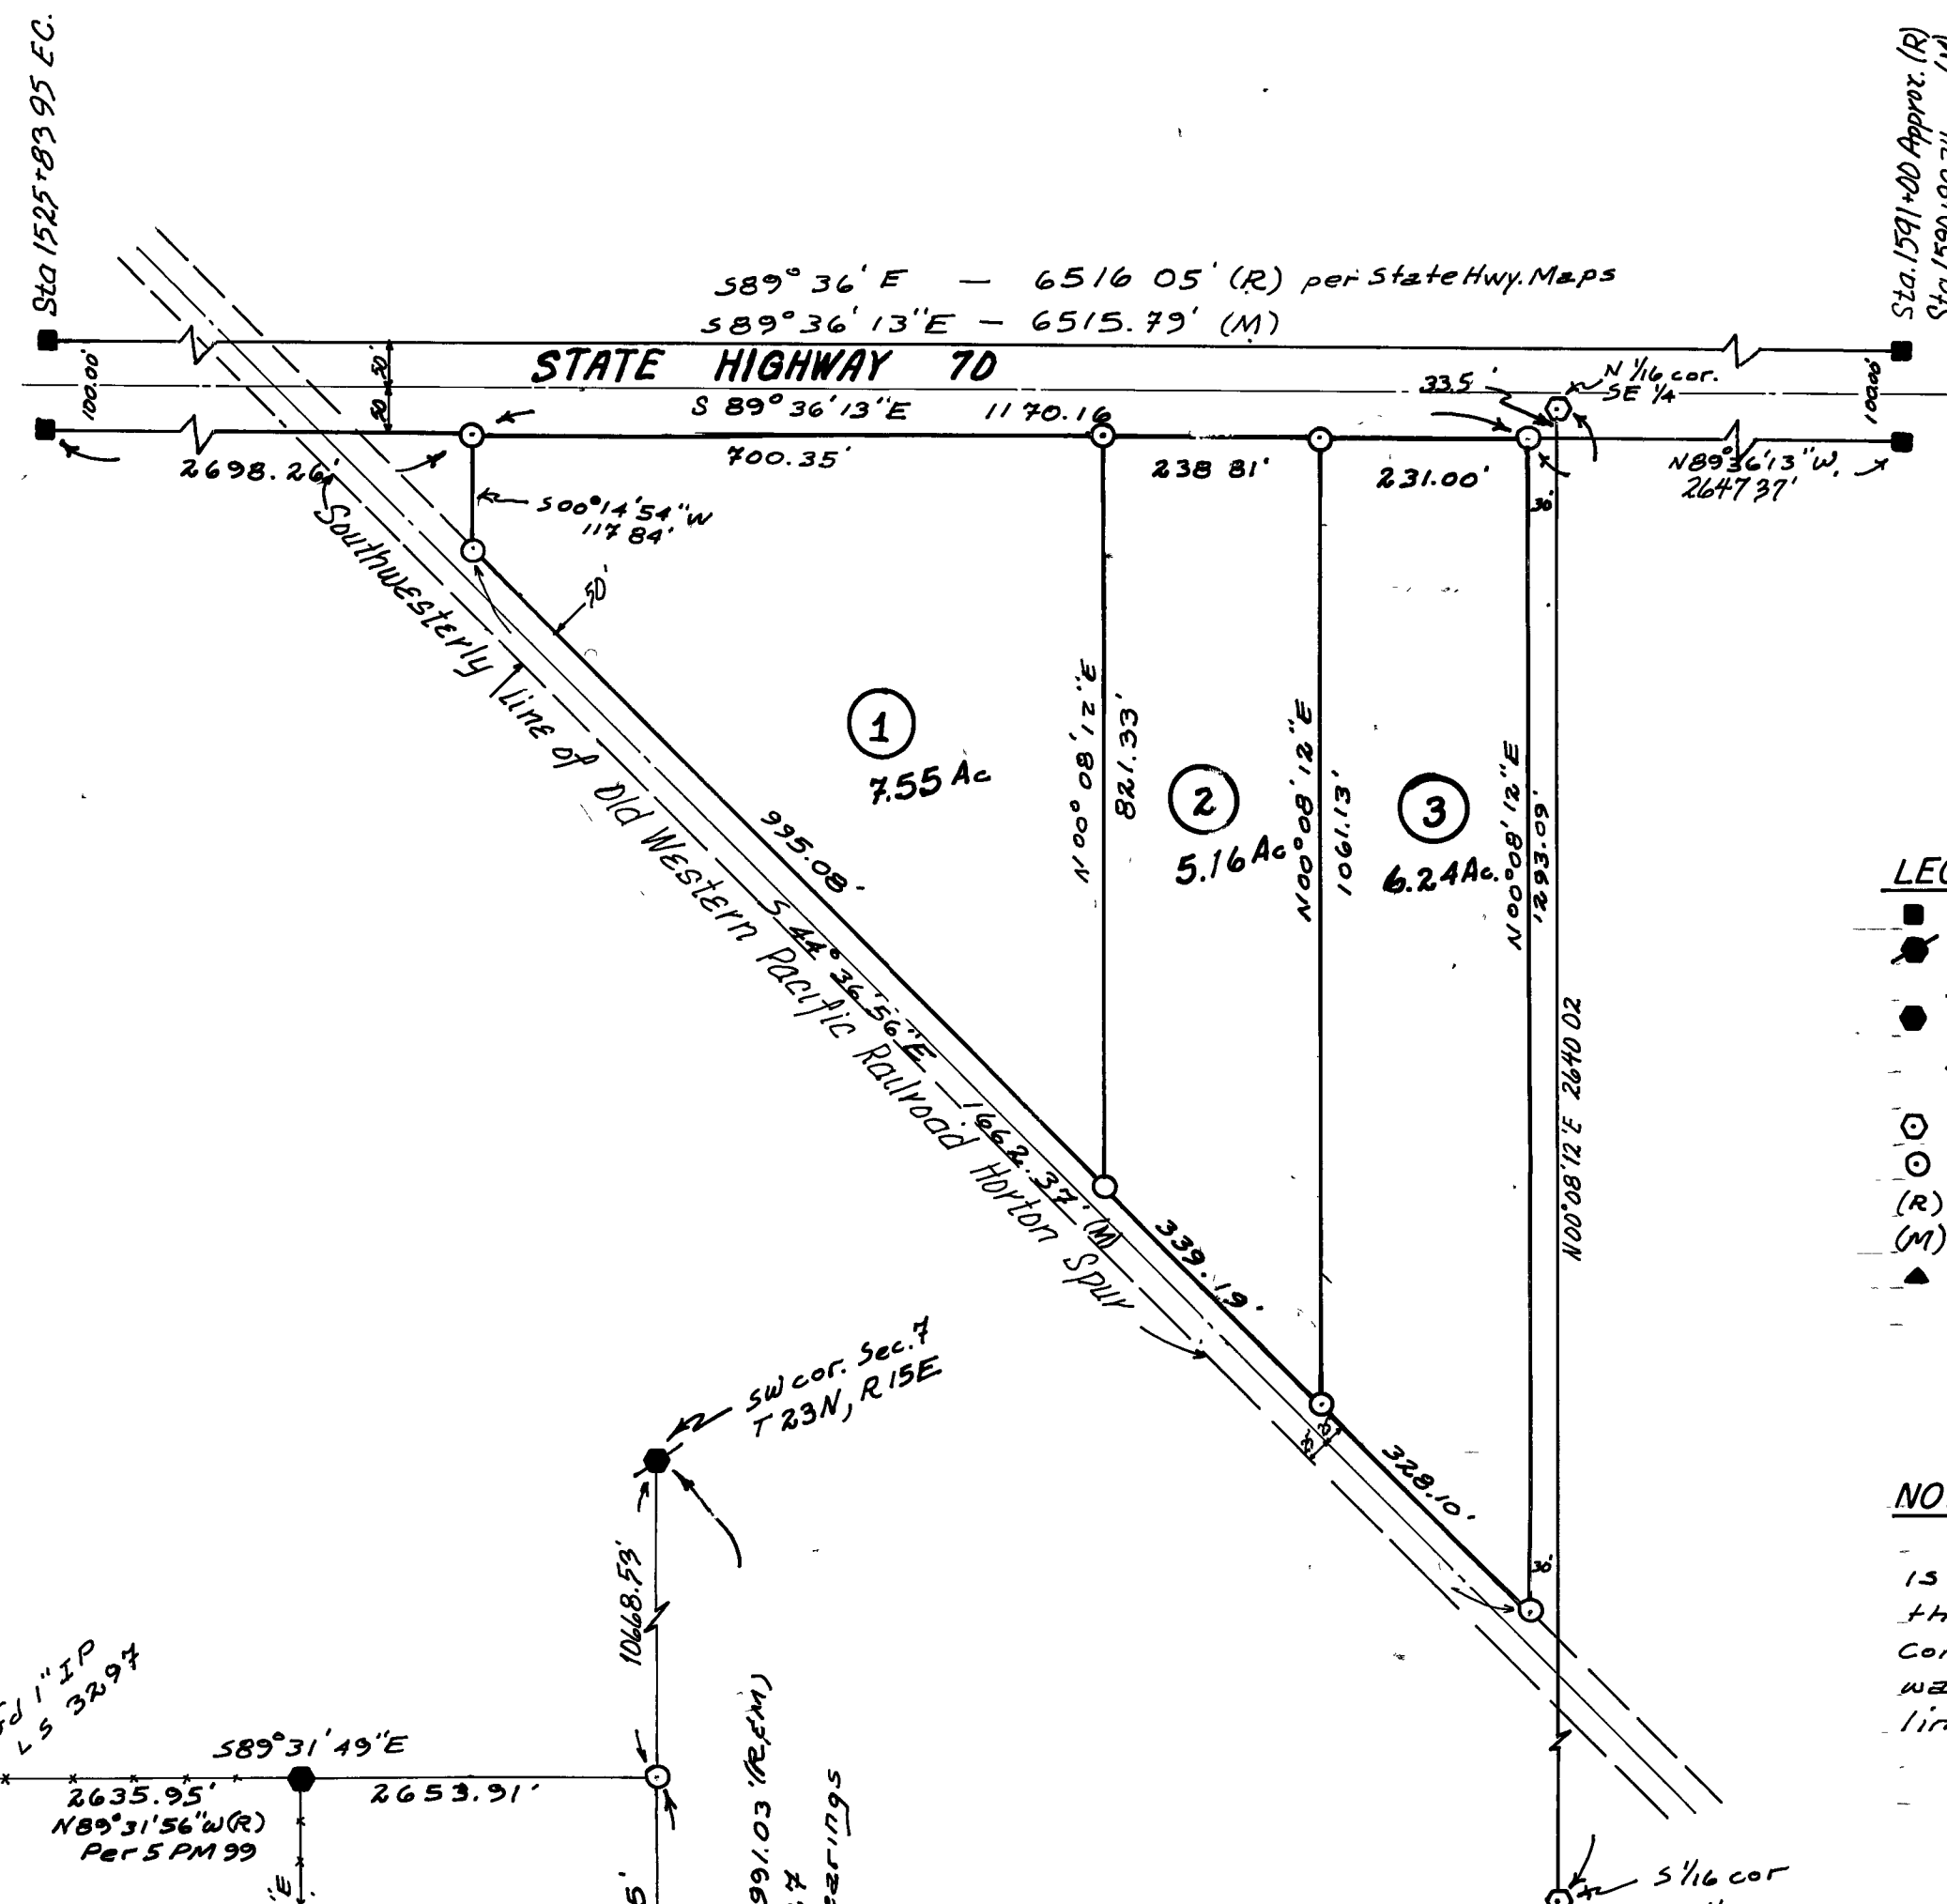 Sta 1525+83 95 EC.
Sta. 1591+00 Approx. (R)
S89° 36' E — 6516 05' (R) per State Hwy. Maps
S89° 36' 13"E — 6515.79' (M)
STATE HIGHWAY 70
100.00'
50'
50
S 89° 36' 13"E 1170.16
33.5'
N 1/16 cor.
SE 1/4
100.00'
2698.26'
700.35'
238 81'
231.00'
N89°36'13"W,
2647 37'
S00°14'54"W
117 84'
30'
50'
Southwesterly Line of Old Western Pacific Railroad Horton Spur
1
7.55 Ac
N00° 08' 12"E
821.33'
2
5.16 Ac
N00°08'12"E
1061.13'
3
6.24 Ac.
N00°08'12"E
1293.09'
995.08'
S 44° 36' 56"E — 1662.37' (M)
N00°08'12'E 2640 02
339.19'
328.10'
30'
(R)
(M)
SW cor. Sec. 7
T 23N, R 15E
1068.53'
1" IP
LS 3297
S89°31'49"E
2635.95'
2653.91'
N89°31'56"W(R)
Per 5 PM 99
991.03'(R,&M)
S 1/16 cor
is